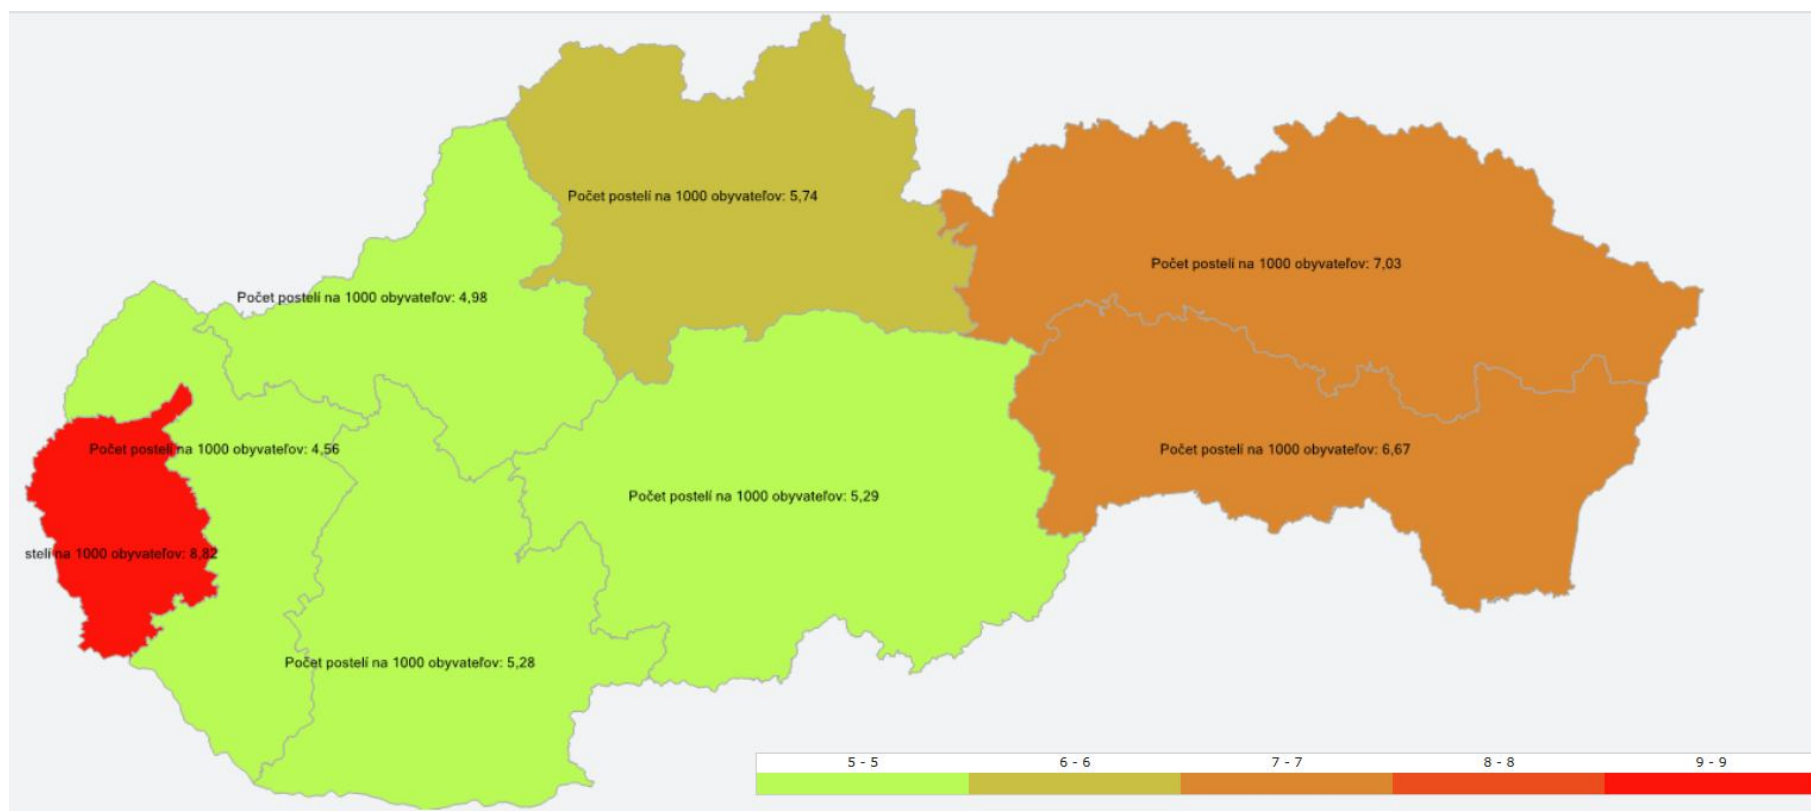 Počet postelí na 1000 obyvateľov: 5,74
Počet postelí na 1000 obyvateľov: 7,03
Počet postelí na 1000 obyvateľov: 4,98
Počet postelí na 1000 obyvateľov: 4,56
Počet postelí na 1000 obyvateľov: 6,67
Počet postelí na 1000 obyvateľov: 5,29
stelí na 1000 obyvateľov: 8,82
Počet postelí na 1000 obyvateľov: 5,28
5 - 5 6 - 6 7 - 7 8 - 8 9 - 9